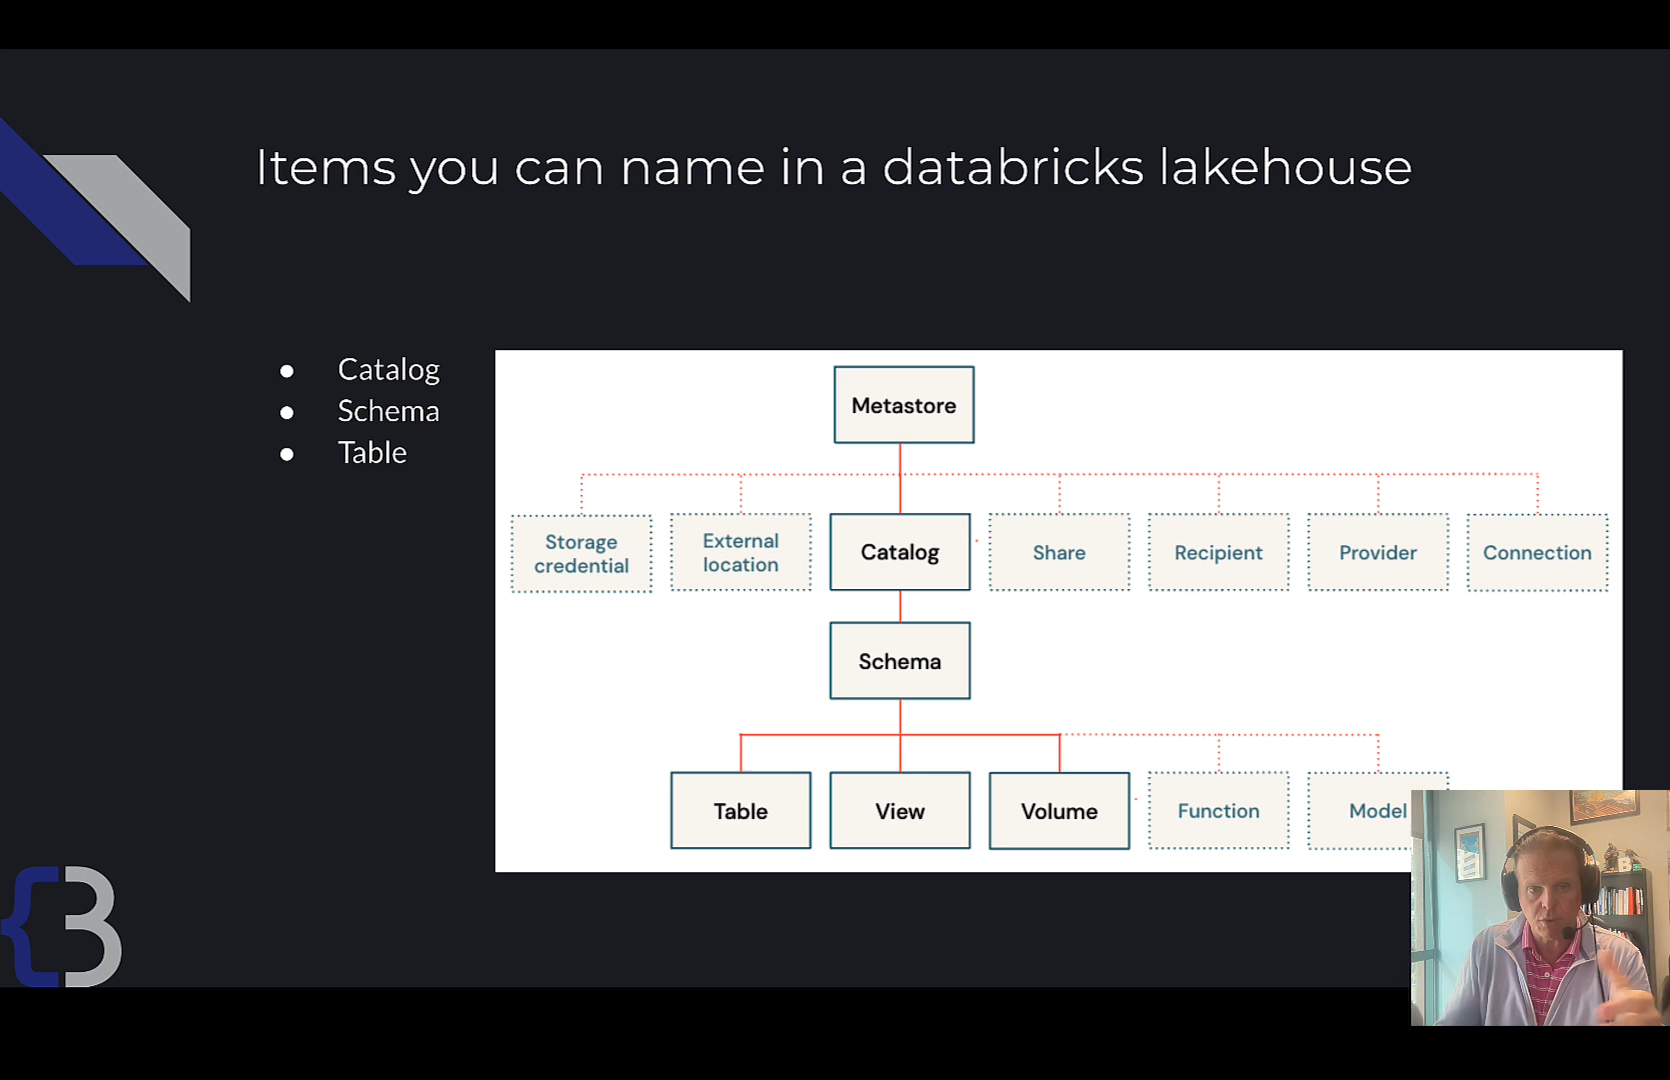 Items you can name in a databricks lakehouse
Catalog
Schema
Table
Metastore
Storage
credential
External
location
Catalog
Share
Recipient
Provider
Connection
Schema
Table
View
Volume
Function
Model
{3